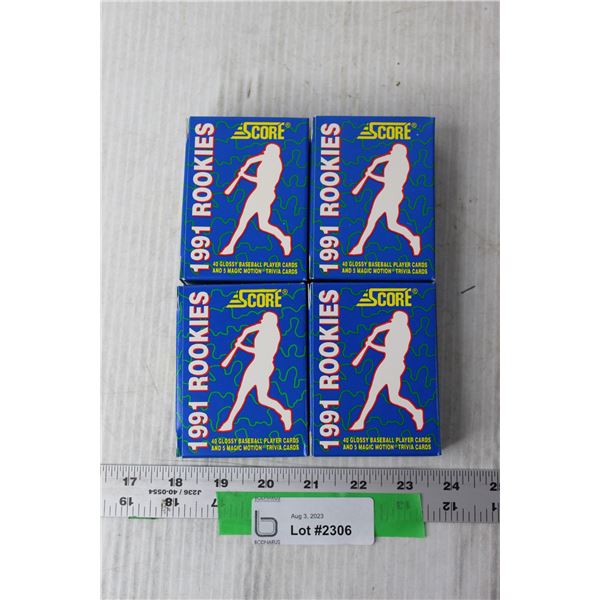 SCORE®
1991 ROOKIES
40 GLOSSY BASEBALL PLAYER CARDS
AND 5 MAGIC MOTION® TRIVIA CARDS
SCORE®
1991 ROOKIES
40 GLOSSY BASEBALL PLAYER CARDS
AND 5 MAGIC MOTION® TRIVIA CARDS
SCORE®
1991 ROOKIES
40 GLOSSY BASEBALL PLAYER CARDS
AND 5 MAGIC MOTION® TRIVIA CARDS
SCORE®
1991 ROOKIES
40 GLOSSY BASEBALL PLAYER CARDS
AND 5 MAGIC MOTION® TRIVIA CARDS
17 18 19 20 21 22 23 24 25
J236 / 40-0554
Aug 3, 2023
Lot #2306
BODNARUS